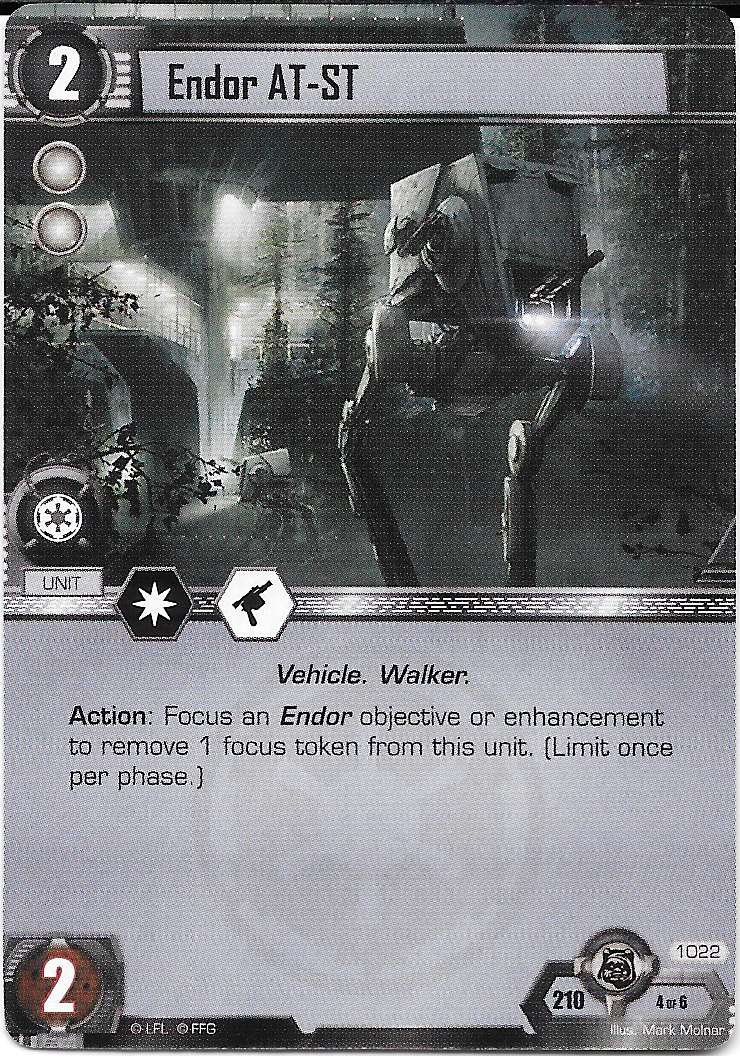 2
Endor AT-ST
UNIT
Vehicle. Walker.
Action: Focus an Endor objective or enhancement
to remove 1 focus token from this unit. (Limit once
per phase.)
2
1022
210
4 OF 6
© LFL © FFG
Illus. Mark Molnar